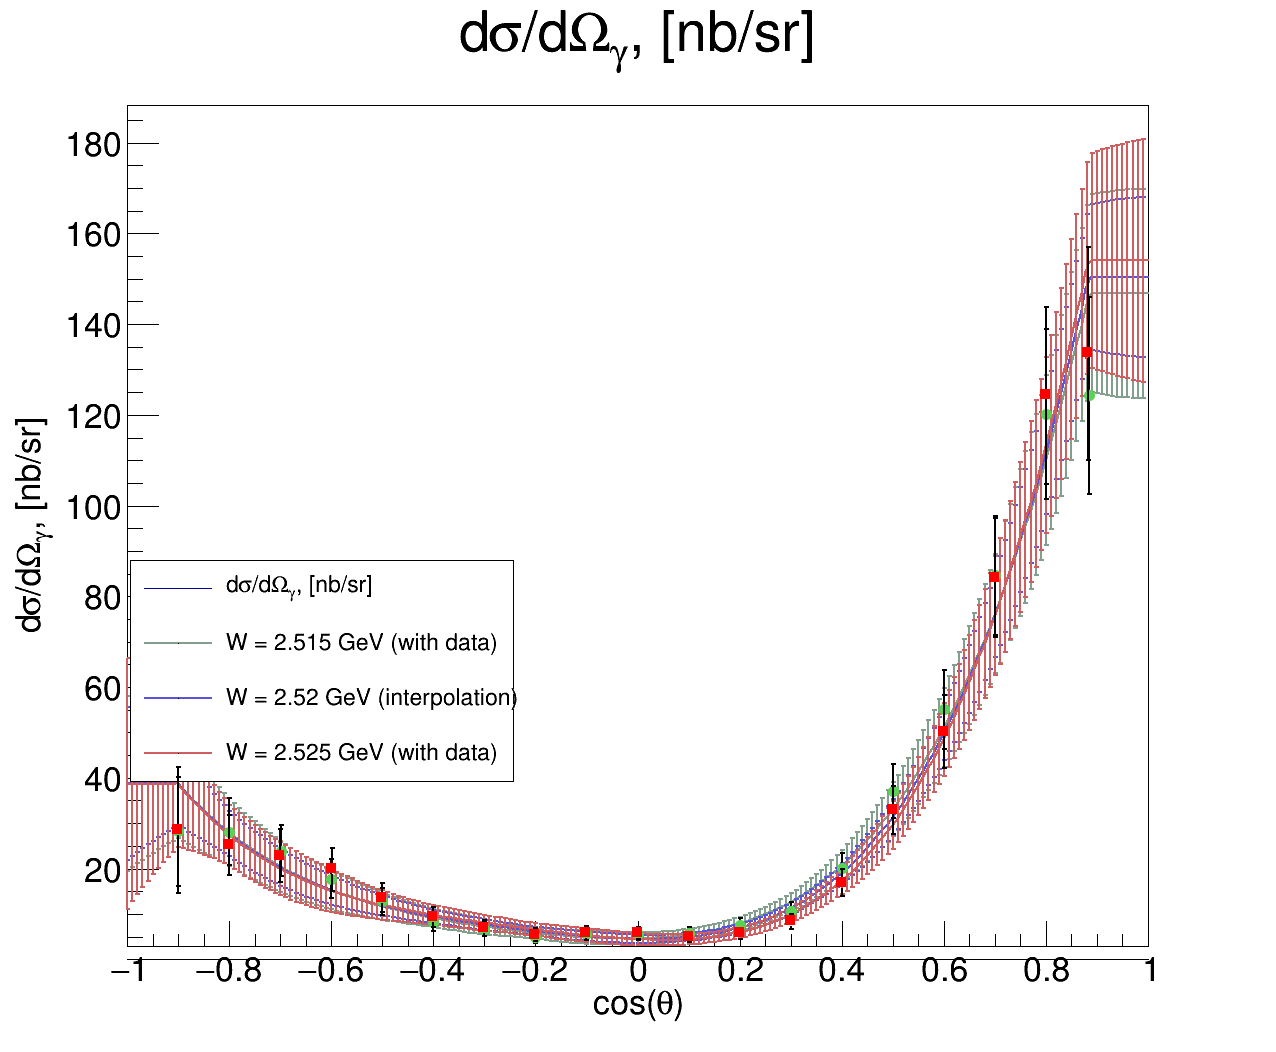 dσ/dΩγ, [nb/sr]
dσ/dΩγ, [nb/sr]
180
160
140
120
100
80
60
40
20
dσ/dΩγ, [nb/sr]
W = 2.515 GeV (with data)
W = 2.52 GeV (interpolation)
W = 2.525 GeV (with data)
−1 −0.8 −0.6 −0.4 −0.2 0 0.2 0.4 0.6 0.8 1
cos(θ)